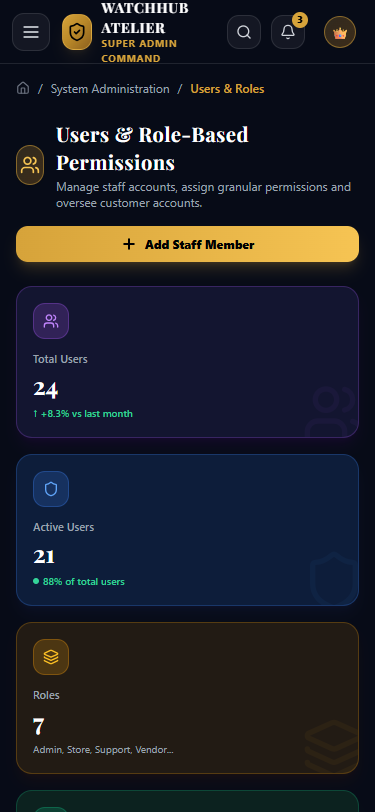 WATCHHUB
ATELIER
SUPER ADMIN
COMMAND
3
/ System Administration / Users & Roles
Users & Role-Based
Permissions
Manage staff accounts, assign granular permissions and
oversee customer accounts.
+ Add Staff Member
Total Users
24
↑ +8.3% vs last month
Active Users
21
88% of total users
Roles
7
Admin, Store, Support, Vendor...